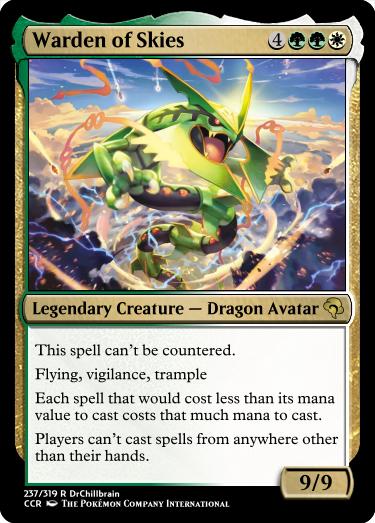 Warden of Skies 4
Legendary Creature — Dragon Avatar
This spell can't be countered.
Flying, vigilance, trample
Each spell that would cost less than its mana
value to cast costs that much mana to cast.
Players can't cast spells from anywhere other
than their hands.
9/9
237/319 R DrChillbrain
CCR The Pokémon Company International